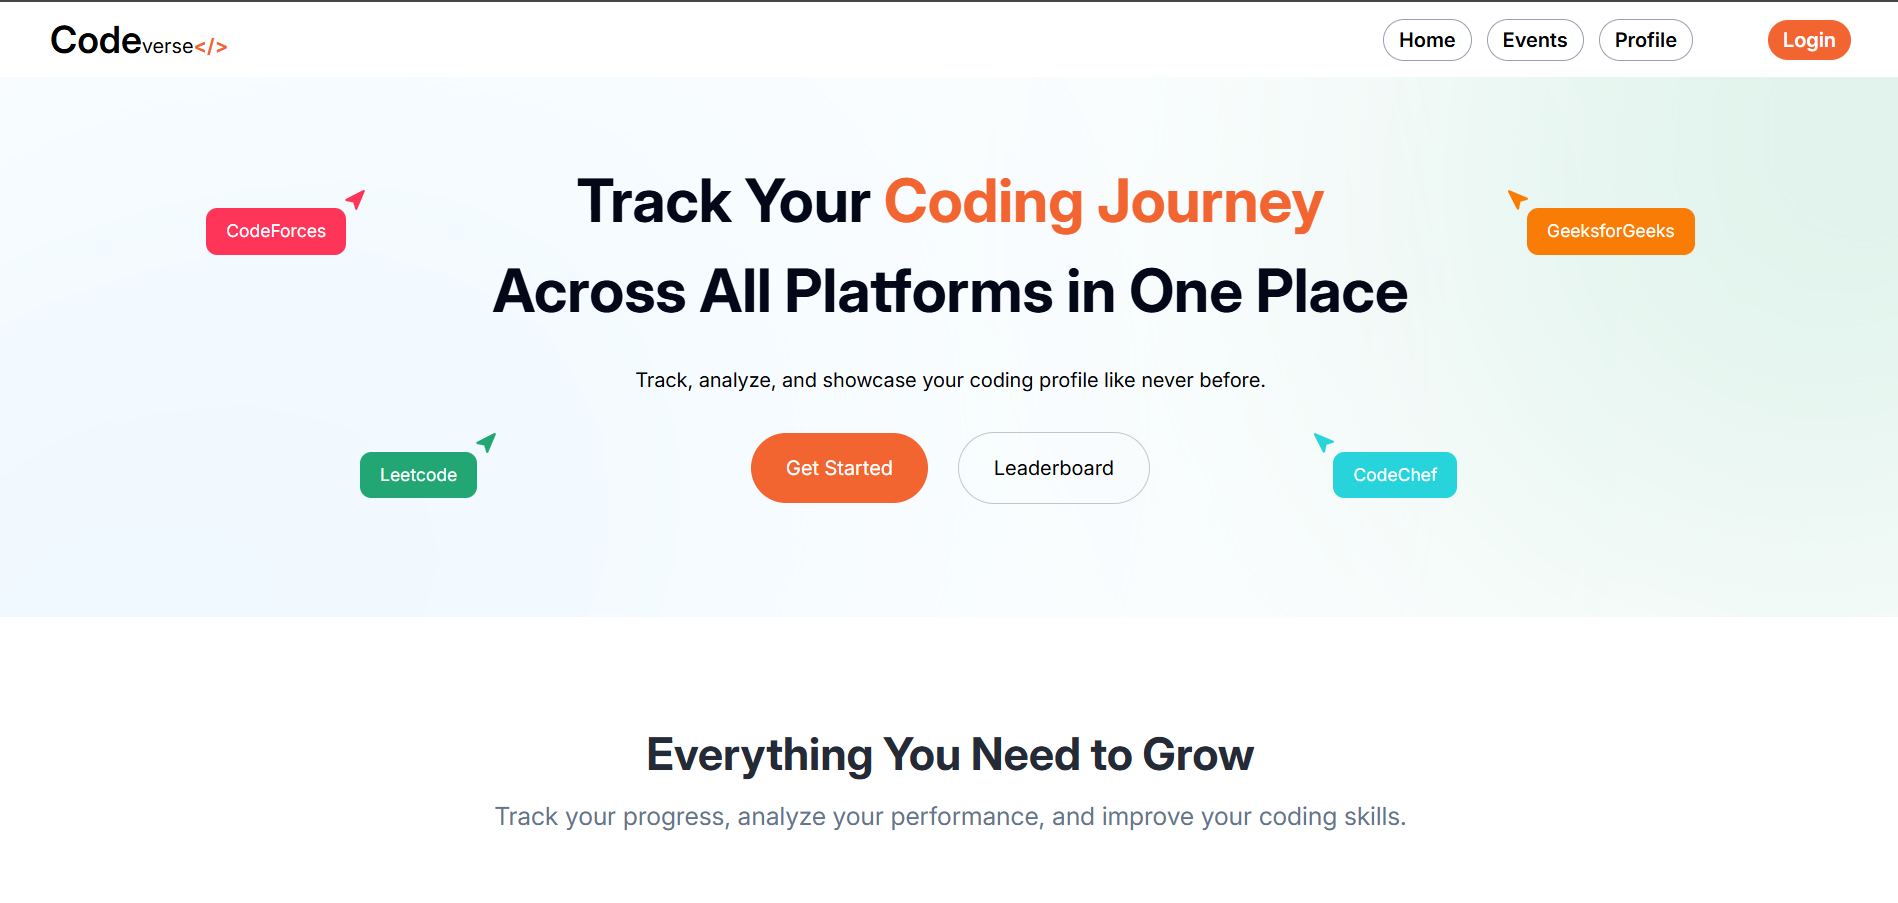 Codeverse</>
Home Events Profile Login
Track Your Coding Journey
CodeForces
GeeksforGeeks
Across All Platforms in One Place
Track, analyze, and showcase your coding profile like never before.
Leetcode
Get Started
Leaderboard
CodeChef
Everything You Need to Grow
Track your progress, analyze your performance, and improve your coding skills.